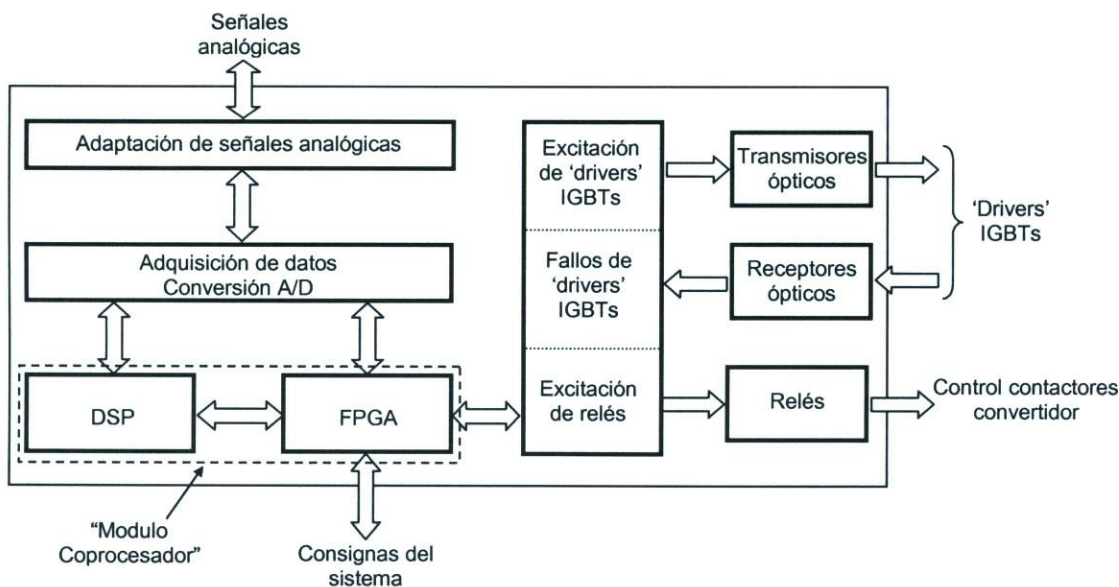 Señales
analógicas
Adaptación de señales analógicas
Adquisición de datos
Conversión A/D
DSP
FPGA
Excitación
de ‘drivers’
IGBTs
Fallos de
‘drivers’
IGBTs
Excitación
de relés
Transmisores
ópticos
Receptores
ópticos
Relés
‘Drivers’
IGBTs
Control contactores
convertidor
“Modulo
Coprocesador”
Consignas del
sistema